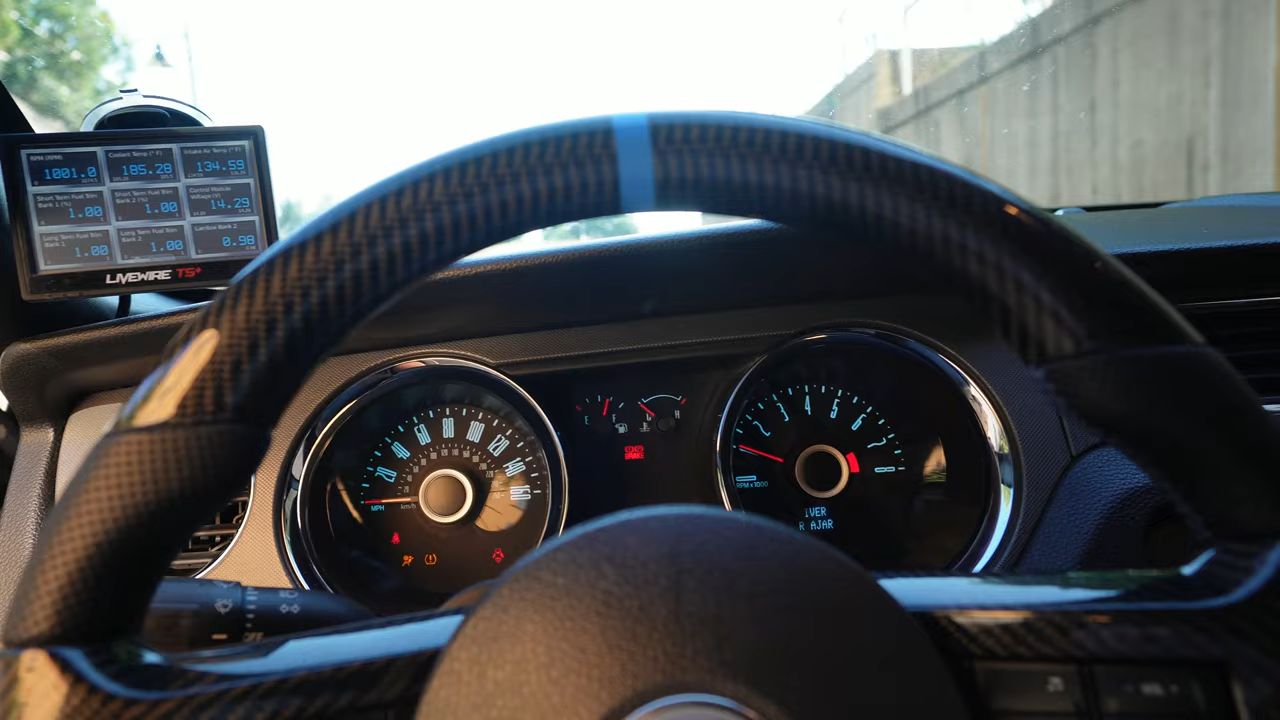 RPM (RPM)
1001.0
Coolant Temp (° F)
185.28
Intake Air Temp (° F)
134.59
Short Term Fuel Trim
Bank 1 (%)
1.00
Short Term Fuel Trim
Bank 2 (%)
1.00
Control Module
Voltage (V)
14.29
Long Term Fuel Trim
Bank 1
1.00
Long Term Fuel Trim
Bank 2
1.00
Lambda Bank 2
0.98
LIVEWIRE TS+
20 40 60 80 100 120 140 160
MPH
km/h
E F
C H
BRAKE
2 3 4 5 6 7 8
RPM x1000
IVER
R AJAR
OFF